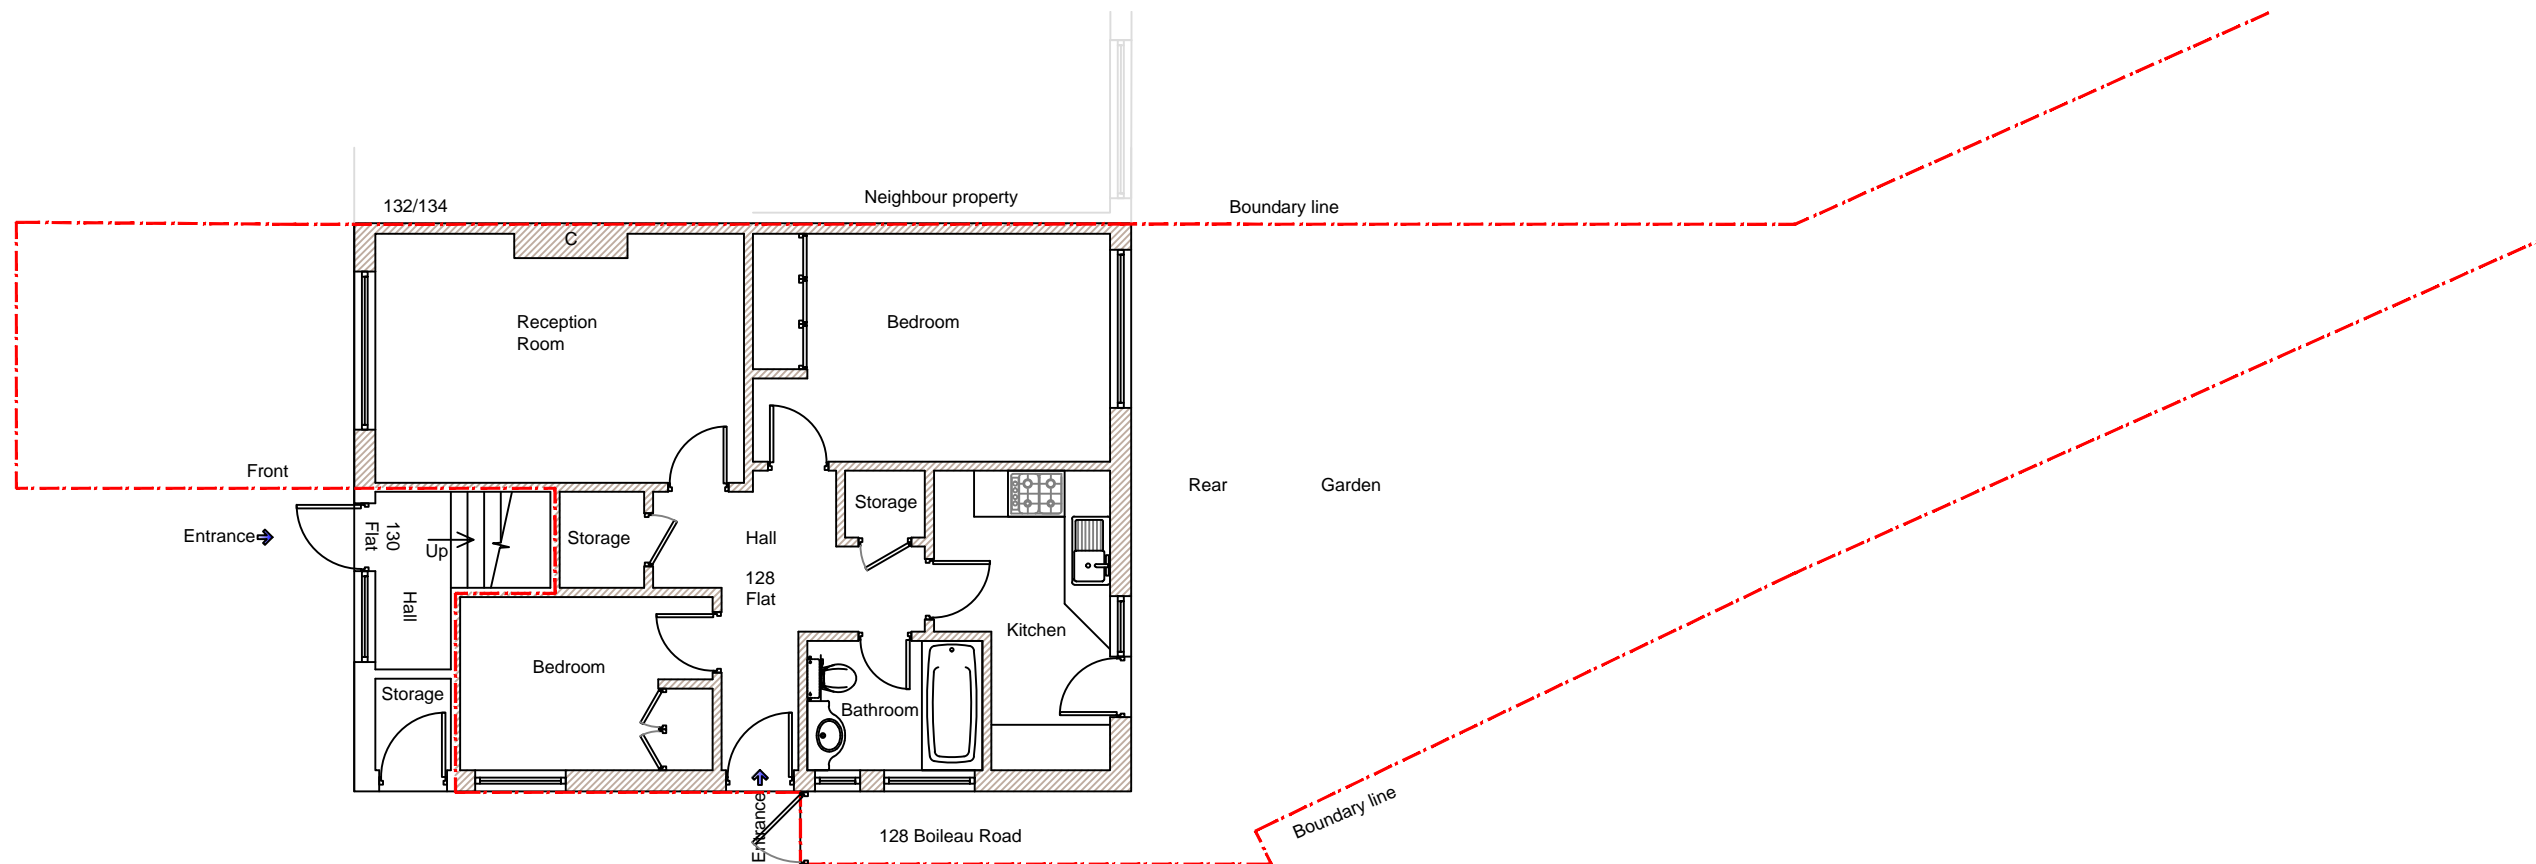 Neighbour property
132/134
Boundary line
C
Reception
Room
Bedroom
Front
Rear
Garden
Storage
Entrance
130
Flat
Up
Storage
Hall
128
Flat
Hall
Kitchen
Bedroom
Storage
Bathroom
Entrance
128 Boileau Road
Boundary line